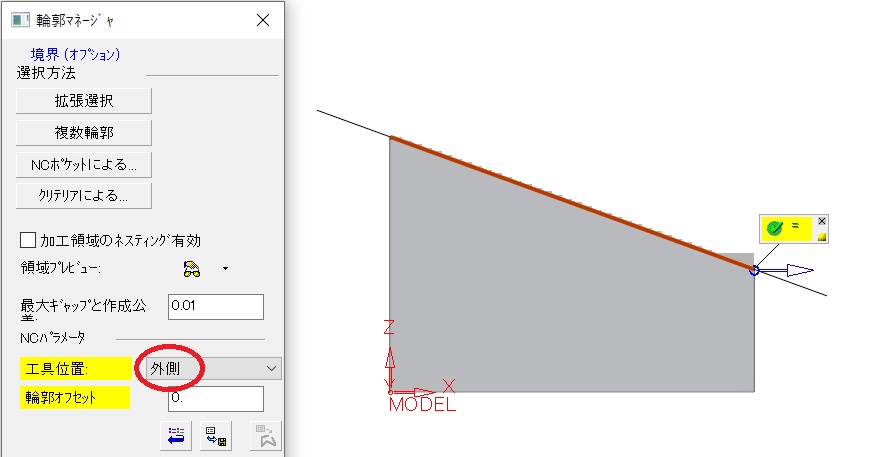 輪郭ﾏﾈｰｼﾞｬ
境界 (ｵﾌﾟｼｮﾝ)
選択方法
拡張選択
複数輪郭
NCﾎﾟｹｯﾄによる...
ｸﾘﾃﾘｱによる...
加工領域のﾈｽﾃｨﾝｸﾞ有効
領域ﾌﾟﾚﾋﾞｭｰ:
最大ｷﾞｬｯﾌﾟと作成公
差:
0.01
NCﾊﾟﾗﾒｰﾀ
工具位置:
外側
輪郭ｵﾌｾｯﾄ
0.
=
Z
X
MODEL